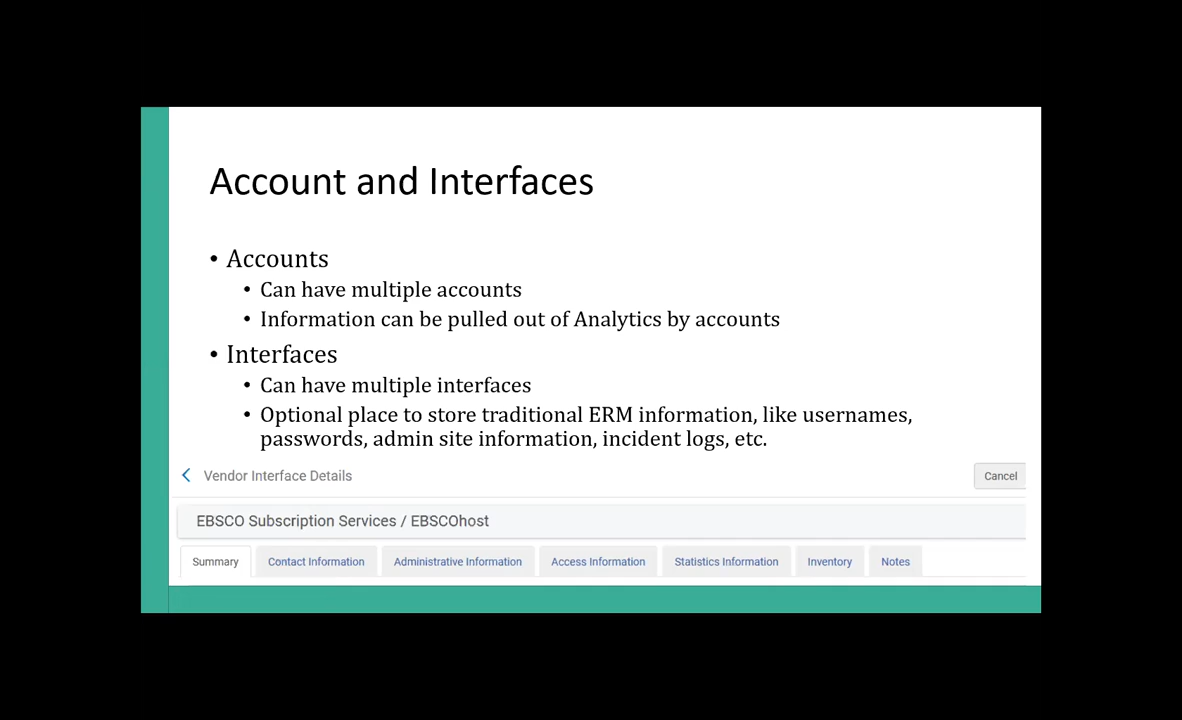 Account and Interfaces
• Accounts
• Can have multiple accounts
• Information can be pulled out of Analytics by accounts
• Interfaces
• Can have multiple interfaces
• Optional place to store traditional ERM information, like usernames,
passwords, admin site information, incident logs, etc.
Vendor Interface Details
Cancel
EBSCO Subscription Services / EBSCOhost
Summary Contact Information Administrative Information Access Information Statistics Information Inventory Notes